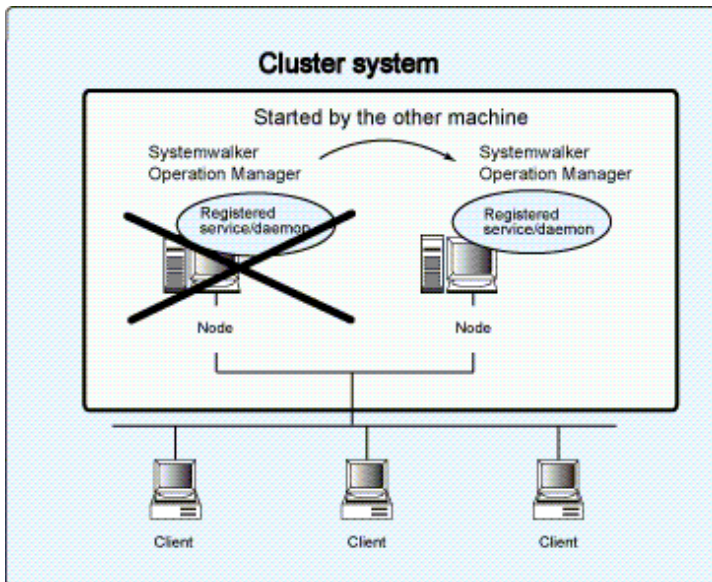 Cluster system
Started by the other machine
Systemwalker
Operation Manager
Systemwalker
Operation Manager
Registered
service/daemon
Registered
service/daemon
Node
Node
Client
Client
Client